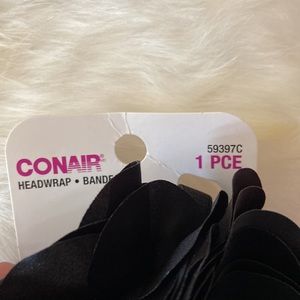 59397C
CONAIR®
1 PCE
HEADWRAP • BANDE